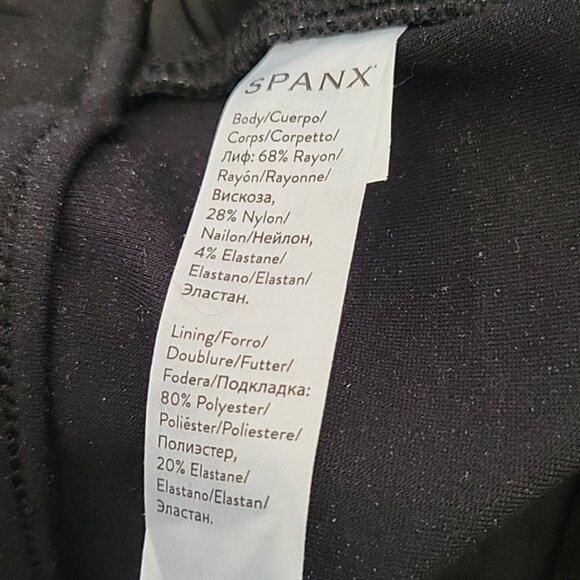 SPANX
Body/Cuerpo/
Corps/Corpetto/
Лиф: 68% Rayon/
Rayón/Rayonne/
Вискоза,
28% Nylon/
Nailon/Нейлон,
4% Elastane/
Elastano/Elastan/
Эластан.
Lining/Forro/
Doublure/Futter/
Fodera/Подкладка:
80% Polyester/
Poliéster/Poliestere/
Полиэстер,
20% Elastane/
Elastano/Elastan/
Эластан.